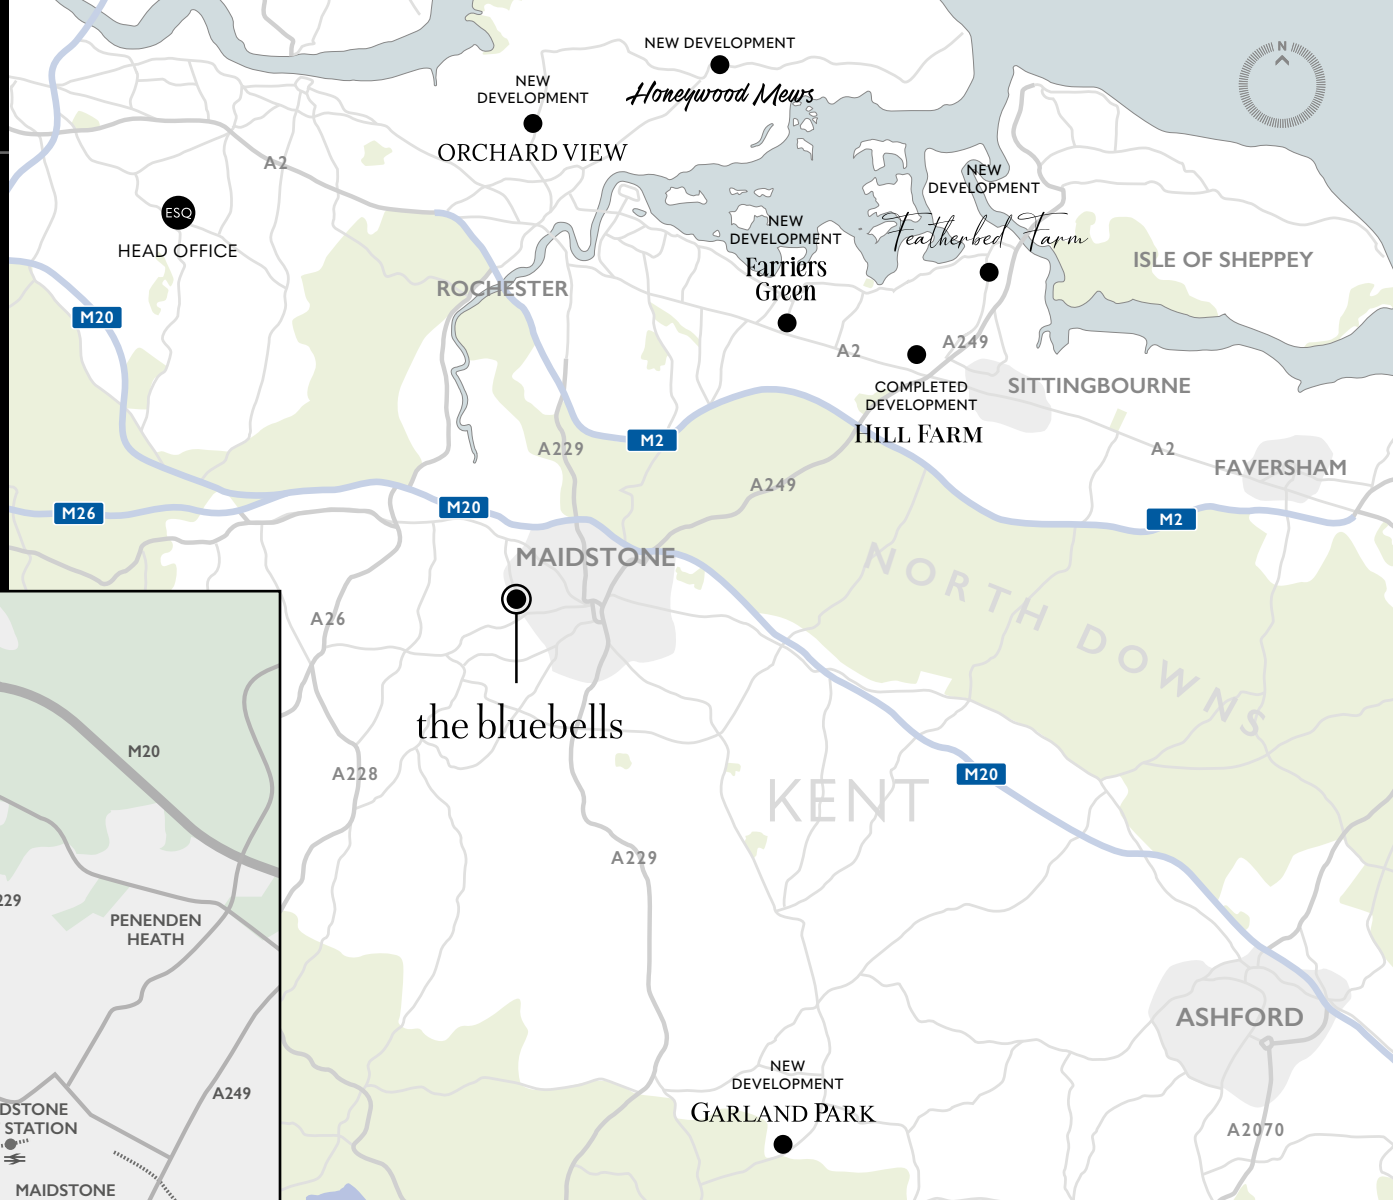 N
NEW DEVELOPMENT
Honeywood Mews
NEW
DEVELOPMENT
ORCHARD VIEW
A2
ESQ
HEAD OFFICE
NEW
DEVELOPMENT
Featherbed Farm
NEW
DEVELOPMENT
Farriers
Green
ISLE OF SHEPPEY
ROCHESTER
M20
A2
A249
COMPLETED
DEVELOPMENT
HILL FARM
SITTINGBOURNE
M2
A229
A2
FAVERSHAM
A249
M26
M20
M2
MAIDSTONE
NORTH DOWNS
A26
the bluebells
A228
M20
KENT
M20
A229
229
PENENDEN
HEATH
ASHFORD
NEW
DEVELOPMENT
GARLAND PARK
A249
DSTONE
STATION
A2070
MAIDSTONE